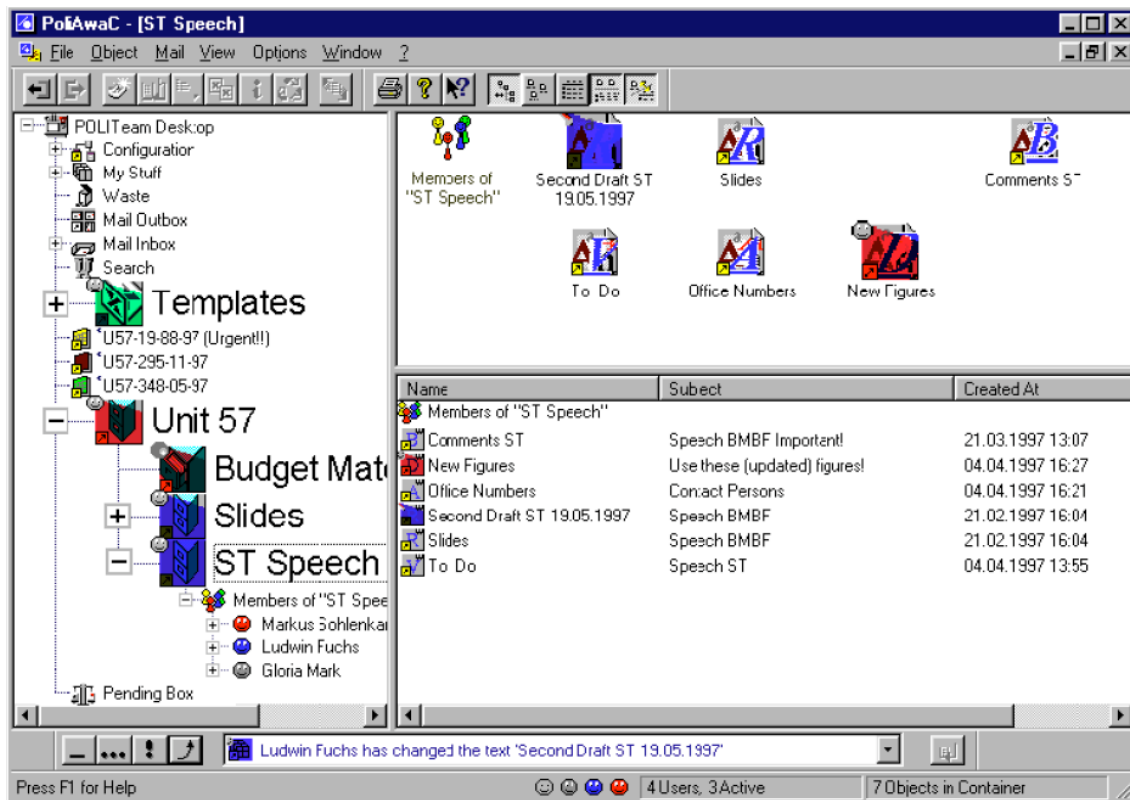 PoliAwaC - [ST Speech]
File Object Mail View Options Window ?
POLITeam Desktop
Configuration
My Stuff
Waste
Mail Outbox
Mail Inbox
Search
Templates
U57-19-88-97 (Urgent!!)
U57-295-11-97
U57-348-05-97
Unit 57
Budget Mat
Slides
ST Speech
Members of "ST Spee
Markus Sohlenkar
Ludwin Fuchs
Gloria Mark
Pending Box
Members of
"ST Speech"
Second Draft ST
19.05.1997
Slides
Comments ST
To Do
Office Numbers
New Figures
Name Subject Created At
Members of "ST Speech"
Comments ST Speech BMBF Important! 21.03.1997 13:07
New Figures Use these (updated) figures! 04.04.1997 16:27
Office Numbers Contact Persons 04.04.1997 16:21
Second Draft ST 19.05.1997 Speech BMBF 21.02.1997 16:04
Slides Speech BMBF 21.02.1997 16:04
To Do Speech ST 04.04.1997 13:55
Ludwin Fuchs has changed the text 'Second Draft ST 19.05.1997'
Press F1 for Help
4 Users, 3 Active
7 Objects in Container